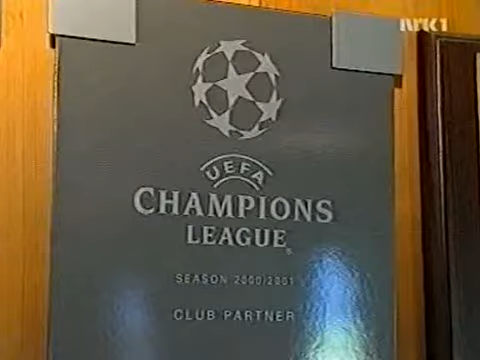 NRK1
UEFA
CHAMPIONS
LEAGUE®
SEASON 2000/2001
CLUB PARTNER